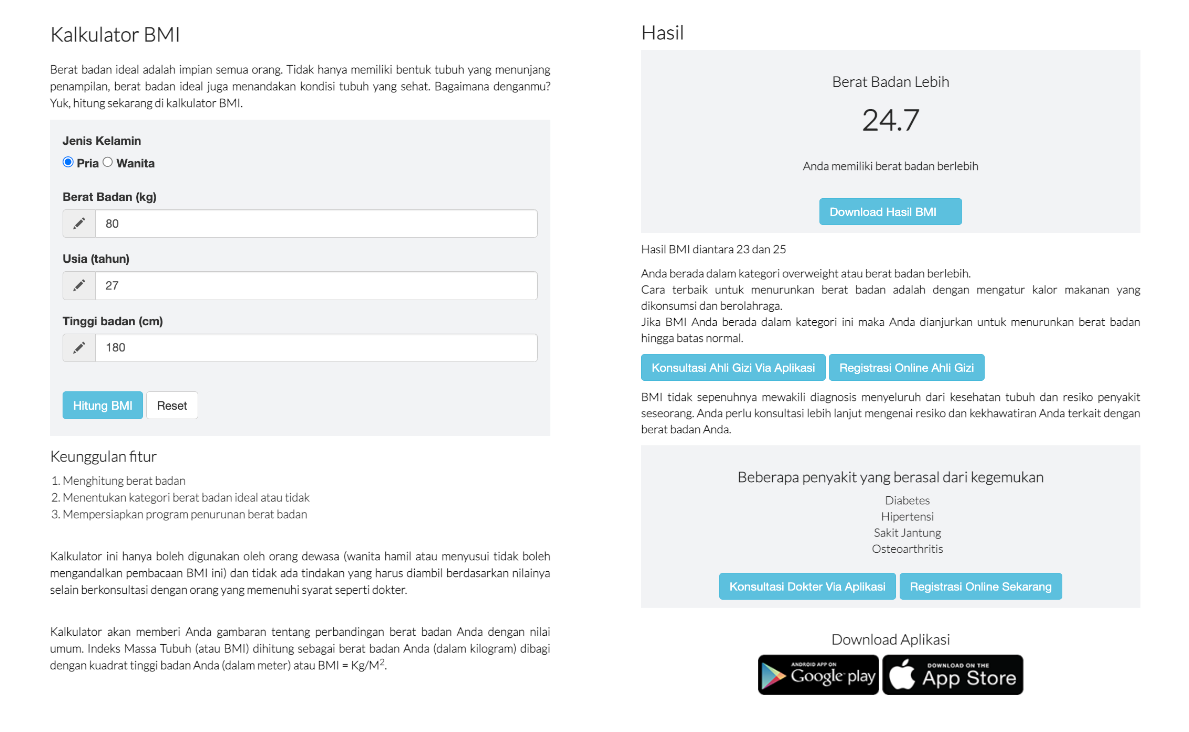 Kalkulator BMI
Berat badan ideal adalah impian semua orang. Tidak hanya memiliki bentuk tubuh yang menunjang
penampilan, berat badan ideal juga menandakan kondisi tubuh yang sehat. Bagaimana denganmu?
Yuk, hitung sekarang di kalkulator BMI.
Jenis Kelamin
Pria Wanita
Berat Badan (kg)
80
Usia (tahun)
27
Tinggi badan (cm)
180
Hitung BMI Reset
Keunggulan fitur
1. Menghitung berat badan
2. Menentukan kategori berat badan ideal atau tidak
3. Mempersiapkan program penurunan berat badan
Kalkulator ini hanya boleh digunakan oleh orang dewasa (wanita hamil atau menyusui tidak boleh
mengandalkan pembacaan BMI ini) dan tidak ada tindakan yang harus diambil berdasarkan nilainya
selain berkonsultasi dengan orang yang memenuhi syarat seperti dokter.
Kalkulator akan memberi Anda gambaran tentang perbandingan berat badan Anda dengan nilai
umum. Indeks Massa Tubuh (atau BMI) dihitung sebagai berat badan Anda (dalam kilogram) dibagi
dengan kuadrat tinggi badan Anda (dalam meter) atau BMI = Kg/M².
Hasil
Berat Badan Lebih
24.7
Anda memiliki berat badan berlebih
Download Hasil BMI
Hasil BMI diantara 23 dan 25
Anda berada dalam kategori overweight atau berat badan berlebih.
Cara terbaik untuk menurunkan berat badan adalah dengan mengatur kalor makanan yang
dikonsumsi dan berolahraga.
Jika BMI Anda berada dalam kategori ini maka Anda dianjurkan untuk menurunkan berat badan
hingga batas normal.
Konsultasi Ahli Gizi Via Aplikasi Registrasi Online Ahli Gizi
BMI tidak sepenuhnya mewakili diagnosis menyeluruh dari kesehatan tubuh dan resiko penyakit
seseorang. Anda perlu konsultasi lebih lanjut mengenai resiko dan kekhawatiran Anda terkait dengan
berat badan Anda.
Beberapa penyakit yang berasal dari kegemukan
Diabetes
Hipertensi
Sakit Jantung
Osteoarthritis
Konsultasi Dokter Via Aplikasi Registrasi Online Sekarang
Download Aplikasi
ANDROID APP ON
Google play
DOWNLOAD ON THE
App Store